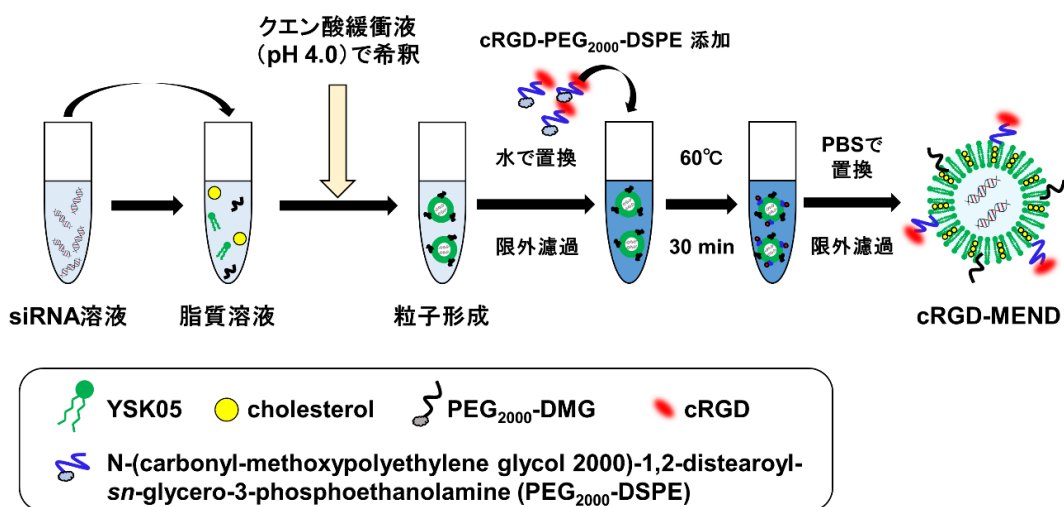 クエン酸緩衝液
（pH 4.0）で希釈
cRGD-PEG2000-DSPE 添加
水で置換
限外濾過
60℃
30 min
PBSで
置換
限外濾過
siRNA溶液
脂質溶液
粒子形成
cRGD-MEND
YSK05
cholesterol
PEG2000-DMG
cRGD
N-(carbonyl-methoxypolyethylene glycol 2000)-1,2-distearoyl-
sn-glycero-3-phosphoethanolamine (PEG2000-DSPE)